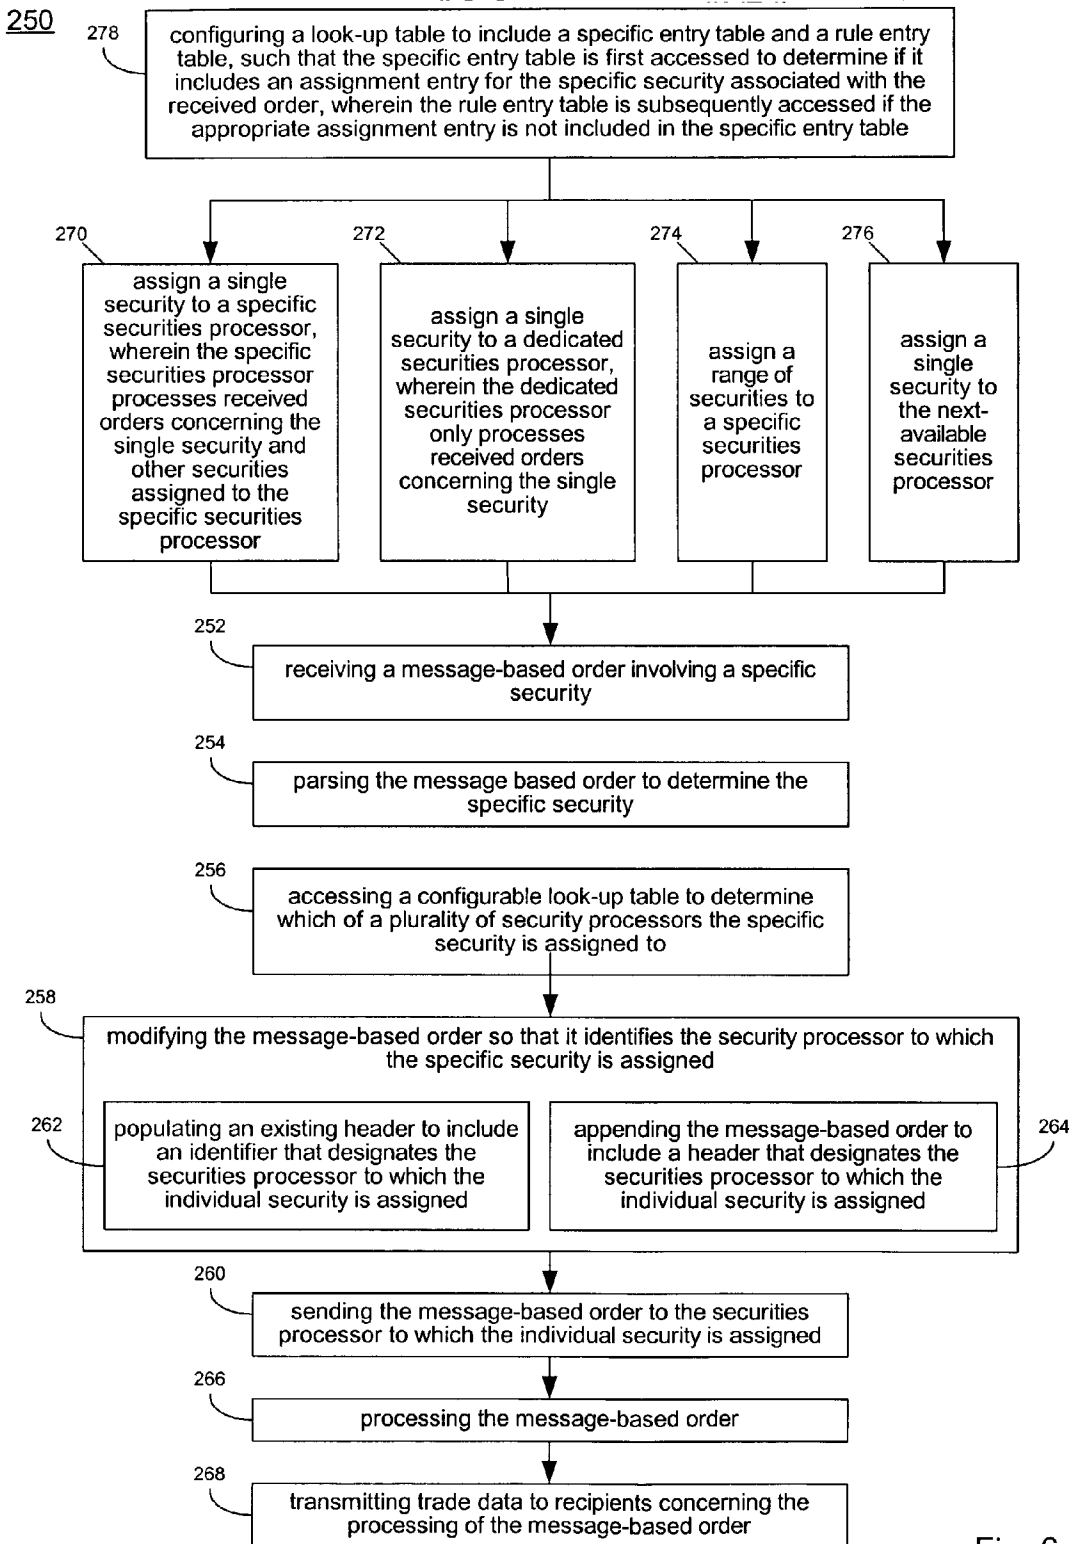 250
278
configuring a look-up table to include a specific entry table and a rule entry
table, such that the specific entry table is first accessed to determine if it
includes an assignment entry for the specific security associated with the
received order, wherein the rule entry table is subsequently accessed if the
appropriate assignment entry is not included in the specific entry table
270
assign a single
security to a specific
securities processor,
wherein the specific
securities processor
processes received
orders concerning the
single security and
other securities
assigned to the
specific securities
processor
272
assign a single
security to a dedicated
securities processor,
wherein the dedicated
securities processor
only processes
received orders
concerning the single
security
274
assign a
range of
securities to
a specific
securities
processor
276
assign a
single
security to
the next-
available
securities
processor
252
receiving a message-based order involving a specific
security
254
parsing the message based order to determine the
specific security
256
accessing a configurable look-up table to determine
which of a plurality of security processors the specific
security is assigned to
258
modifying the message-based order so that it identifies the security processor to which
the specific security is assigned
262
populating an existing header to include
an identifier that designates the
securities processor to which the
individual security is assigned
264
appending the message-based order to
include a header that designates the
securities processor to which the
individual security is assigned
260
sending the message-based order to the securities
processor to which the individual security is assigned
266
processing the message-based order
268
transmitting trade data to recipients concerning the
processing of the message-based order